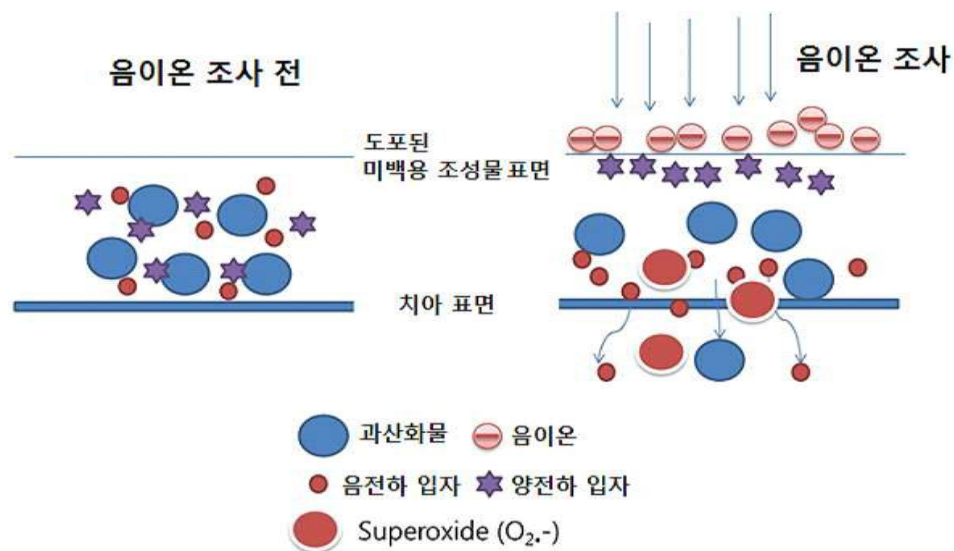 음이온 조사 전
음이온 조사
도포된
미백용 조성물표면
치아 표면
과산화물
음이온
음전하 입자
양전하 입자
Superoxide (O₂.-)